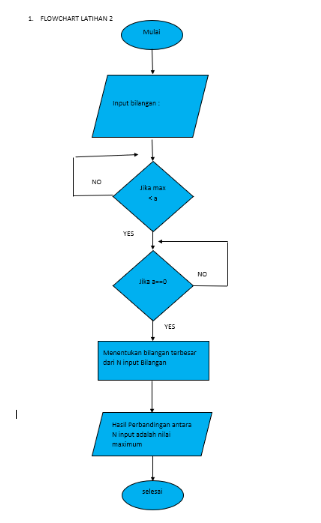 1. FLOWCHART LATIHAN 2
Mulai
Input bilangan :
NO
Jika max
< a
YES
Jika a==0
NO
YES
Menentukan bilangan terbesar
dari N input Bilangan
Hasil Perbandingan antara
N input adalah nilai
maximum
selesai